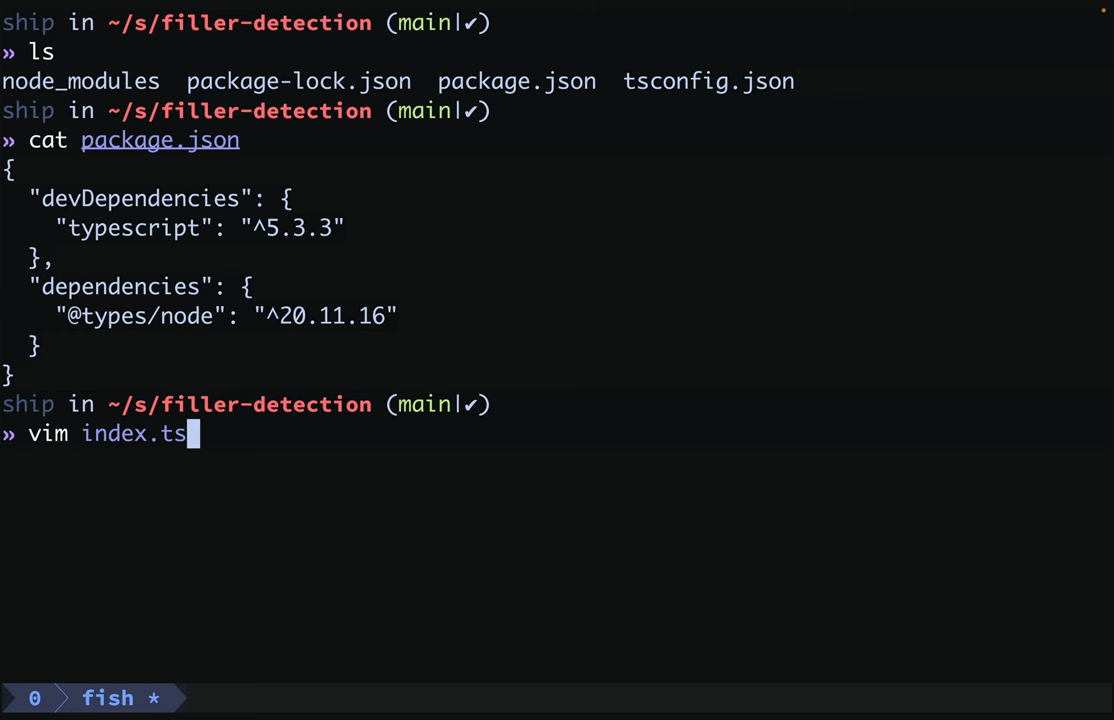 ship in ~/s/filler-detection (main|✔)
» ls
node_modules  package-lock.json  package.json  tsconfig.json
ship in ~/s/filler-detection (main|✔)
» cat package.json
{
  "devDependencies": {
    "typescript": "^5.3.3"
  },
  "dependencies": {
    "@types/node": "^20.11.16"
  }
}
ship in ~/s/filler-detection (main|✔)
» vim index.ts
0  fish *